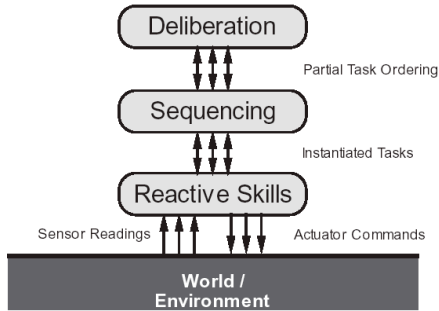 Deliberation
Partial Task Ordering
Sequencing
Instantiated Tasks
Reactive Skills
Sensor Readings
Actuator Commands
World /
Environment